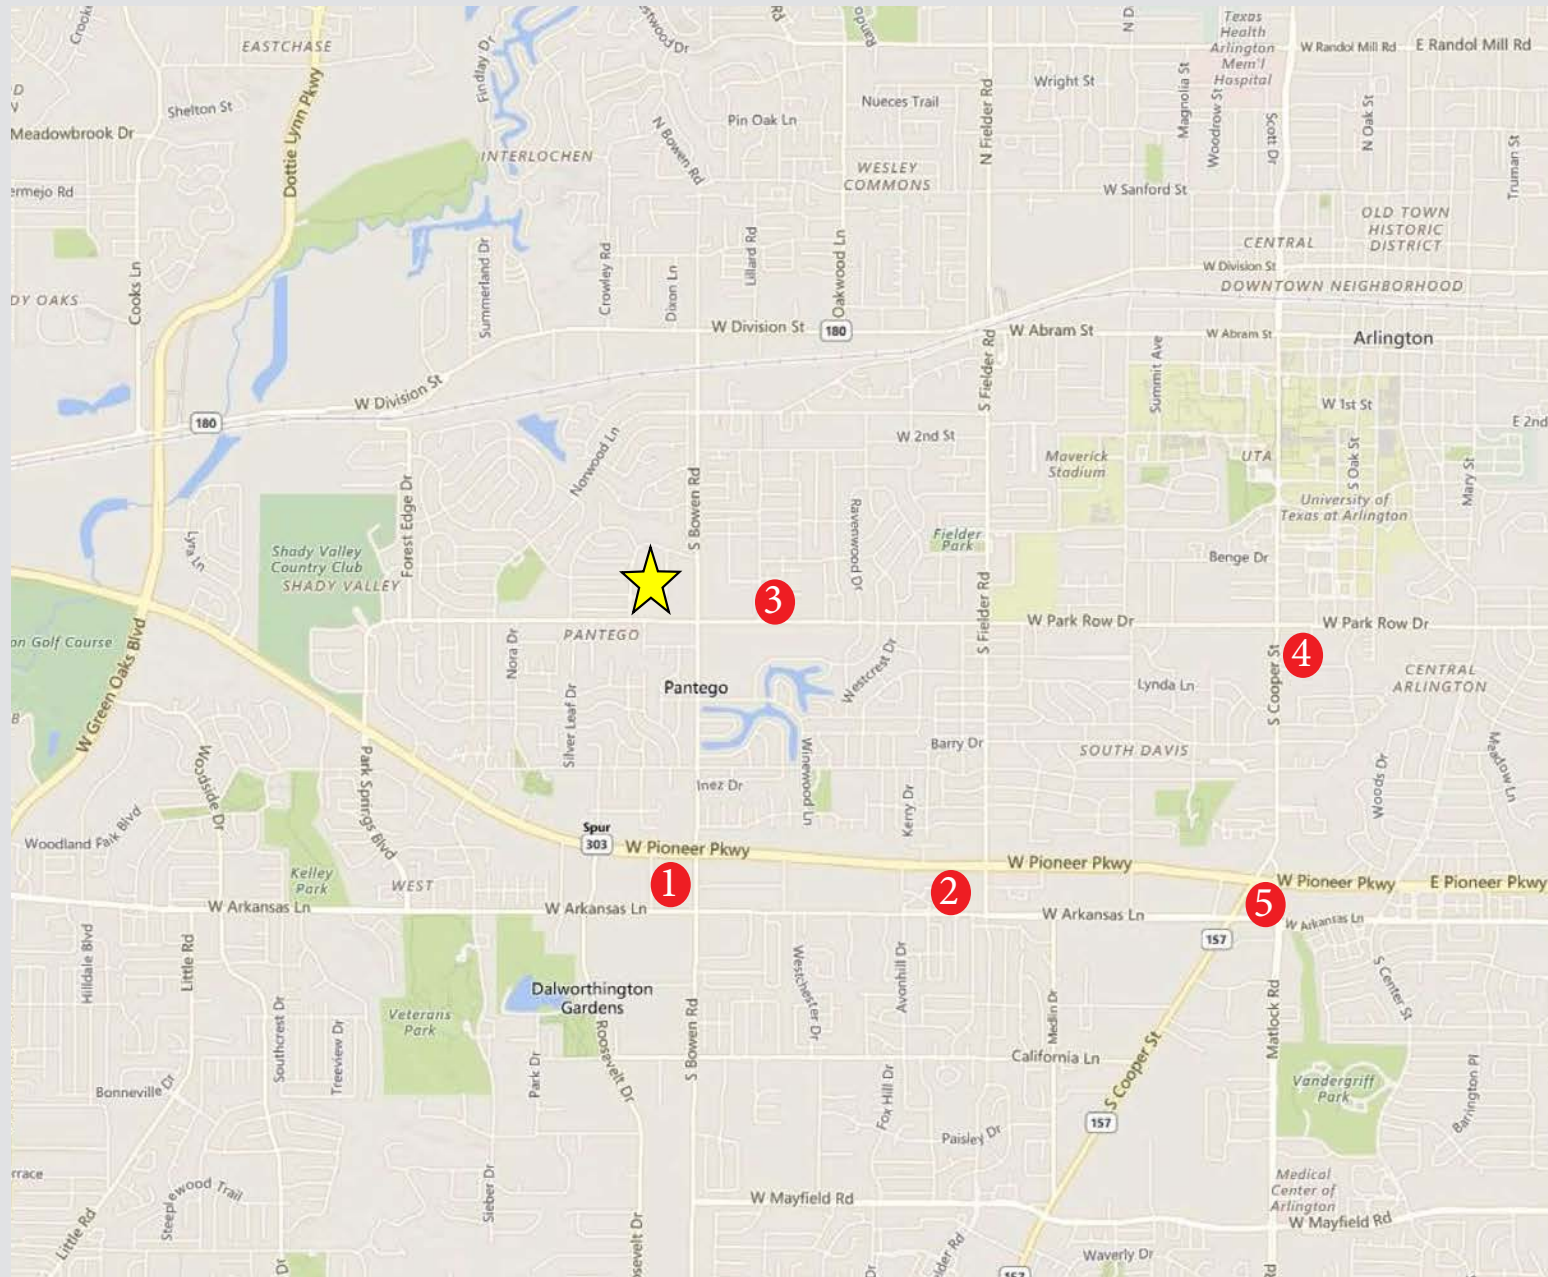 EASTCHASE
Findlay Dr
Texas
Health
Arlington
Mem'l
Hospital
W Randol Mill Rd
E Randol Mill Rd
Shelton St
Dottie Lynn Pkwy
Wright St
Nueces Trail
Pin Oak Ln
N Fielder Rd
Magnolia St
Woodrow St
Scott Dr
N Oak St
Truman St
Meadowbrook Dr
INTERLOCHEN
N Bowen Rd
WESLEY
COMMONS
W Sanford St
OLD TOWN
HISTORIC
DISTRICT
CENTRAL
Cooks Ln
Summerland Dr
Crowley Rd
Dixon Ln
Lillard Rd
Oakwood Ln
W Division St
DOWNTOWN NEIGHBORHOOD
W Division St
180
W Abram St
W Abram St
Arlington
S Fielder Rd
Summit Ave
W Division St
180
W 1st St
W 2nd St
E 2nd
Norwood Ln
Maverick
Stadium
UTA
S Oak St
Mary St
University of
Texas at Arlington
Forest Edge Dr
S Bowen Rd
Ravenwood Dr
Fielder
Park
Lyra Ln
Shady Valley
Country Club
SHADY VALLEY
Benge Dr
3
S Fielder Rd
W Park Row Dr
W Park Row Dr
on Golf Course
W Green Oaks Blvd
PANTEGO
Nora Dr
4
Westcrest Dr
Pantego
Lynda Ln
S Cooper St
CENTRAL
ARLINGTON
Silver Leaf Dr
Barry Dr
SOUTH DAVIS
Woodside Dr
Park Springs Blvd
Inez Dr
Winewood Ln
Kerry Dr
Woods Dr
Meadow Ln
Woodland Park Blvd
Spur
303
W Pioneer Pkwy
W Pioneer Pkwy
W Pioneer Pkwy
E Pioneer Pkwy
Kelley
Park
WEST
1
2
5
W Arkansas Ln
W Arkansas Ln
W Arkansas Ln
W Arkansas Ln
157
Hilldale Blvd
Little Rd
Westchester Dr
Avonhill Dr
S Center St
Dalworthington
Gardens
Veterans
Park
Southcrest Dr
Treeview Dr
Roosevelt Dr
S Bowen Rd
Medlin Dr
Matlock Rd
California Ln
S Cooper St
Bonneville Dr
Park Dr
Fox Hill Dr
Vandergriff
Park
Barrington Pl
157
Paisley Dr
Steeplewood Trail
Sieber Dr
Medical
Center of
Arlington
W Mayfield Rd
W Mayfield Rd
Little Rd
Waverly Dr